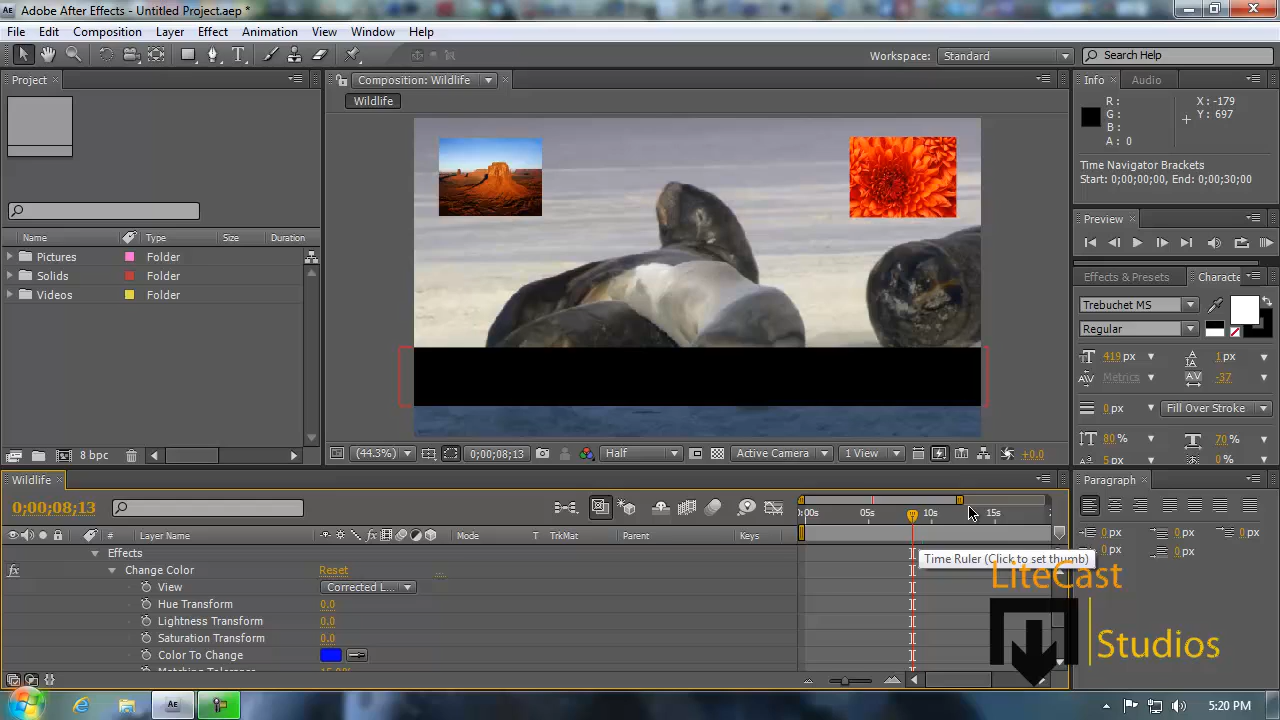 Adobe After Effects - Untitled Project.aep *
File Edit Composition Layer Effect Animation View Window Help
Workspace: Standard Search Help
Project Composition: Wildlife Info Audio
Wildlife
R: X: -179
G: Y: 697
B:
A: 0
Time Navigator Brackets
Start: 0;00;00;00, End: 0;00;30;00
Preview
Name Type Size Duration
Pictures Folder
Solids Folder
Videos Folder
Effects & Presets Characte
Trebuchet MS
Regular
419 px 1 px
Metrics -37
0 px Fill Over Stroke
80 % 70 %
5 px 0 %
8 bpc (44.3%) 0;00;08;13 Half Active Camera 1 View +0.0
Wildlife Paragraph
0;00;08;13
:00s 05s 10s 15s
Layer Name Mode T TrkMat Parent Keys
Effects
Change Color Reset ...
View Corrected L...
Hue Transform 0.0
Lightness Transform 0.0
Saturation Transform 0.0
Color To Change
Matching Tolerance 15.0%
Time Ruler (Click to set thumb)
0 px 0 px 0 px
0 px 0 px
LiteCast
Studios
AE AE
5:20 PM